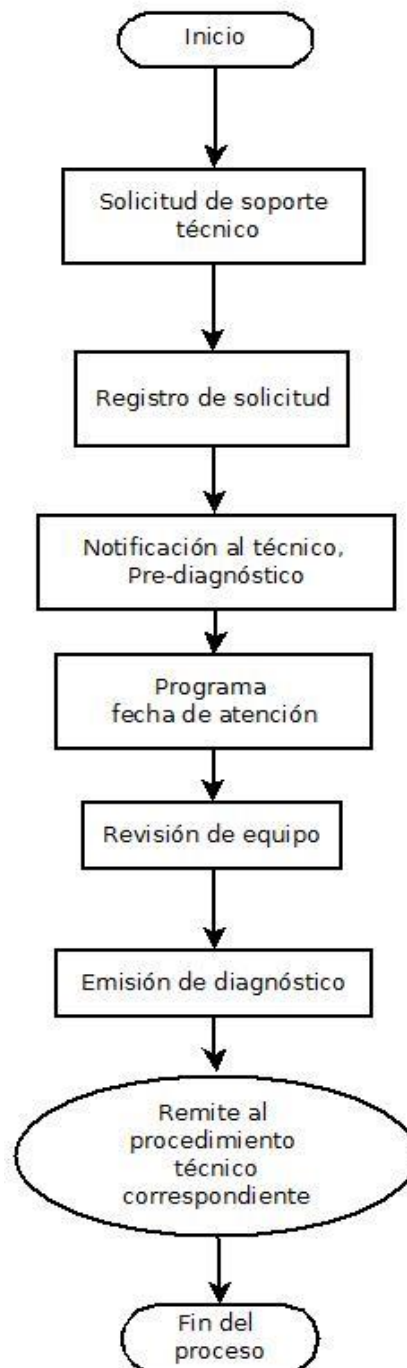 Inicio
Solicitud de soporte
técnico
Registro de solicitud
Notificación al técnico,
Pre-diagnóstico
Programa
fecha de atención
Revisión de equipo
Emisión de diagnóstico
Remite al
procedimiento
técnico
correspondiente
Fin del
proceso